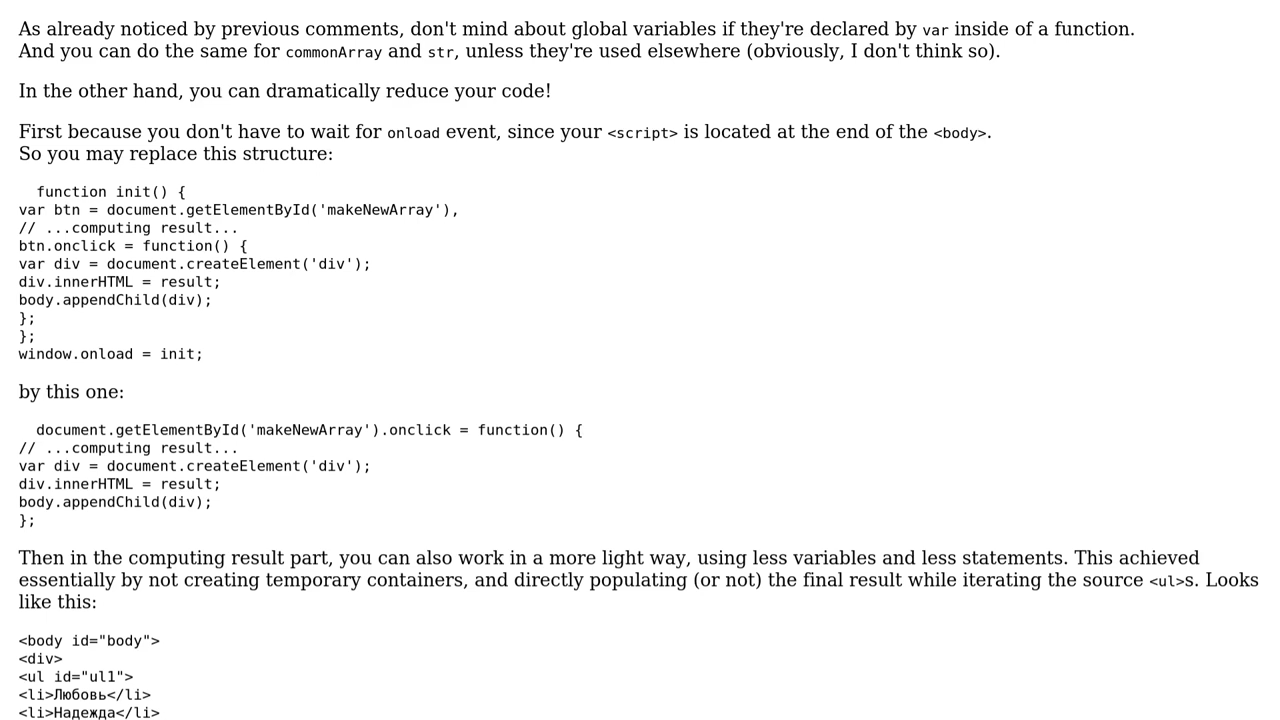 As already noticed by previous comments, don't mind about global variables if they're declared by var inside of a function.
And you can do the same for commonArray and str, unless they're used elsewhere (obviously, I don't think so).
In the other hand, you can dramatically reduce your code!
First because you don't have to wait for onload event, since your <script> is located at the end of the <body>.
So you may replace this structure:
function init() {
var btn = document.getElementById('makeNewArray'),
// ...computing result...
btn.onclick = function() {
var div = document.createElement('div');
div.innerHTML = result;
body.appendChild(div);
};
};
window.onload = init;
by this one:
document.getElementById('makeNewArray').onclick = function() {
// ...computing result...
var div = document.createElement('div');
div.innerHTML = result;
body.appendChild(div);
};
Then in the computing result part, you can also work in a more light way, using less variables and less statements. This achieved
essentially by not creating temporary containers, and directly populating (or not) the final result while iterating the source <ul>s. Looks
like this:
<body id="body">
<div>
<ul id="ul1">
<li>Любовь</li>
<li>Надежда</li>